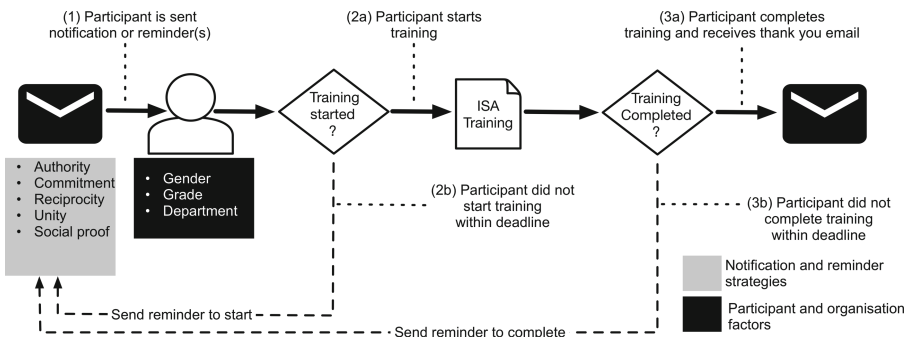 (1) Participant is sent
notification or reminder(s)
(2a) Participant starts
training
(3a) Participant completes
training and receives thank you email
Training
started
?
ISA
Training
Training
Completed
?
• Authority
• Commitment
• Reciprocity
• Unity
• Social proof
• Gender
• Grade
• Department
(2b) Participant did not
start training
within deadline
(3b) Participant did not
complete training
within deadline
Notification and reminder
strategies
Participant and organisation
factors
Send reminder to start
Send reminder to complete